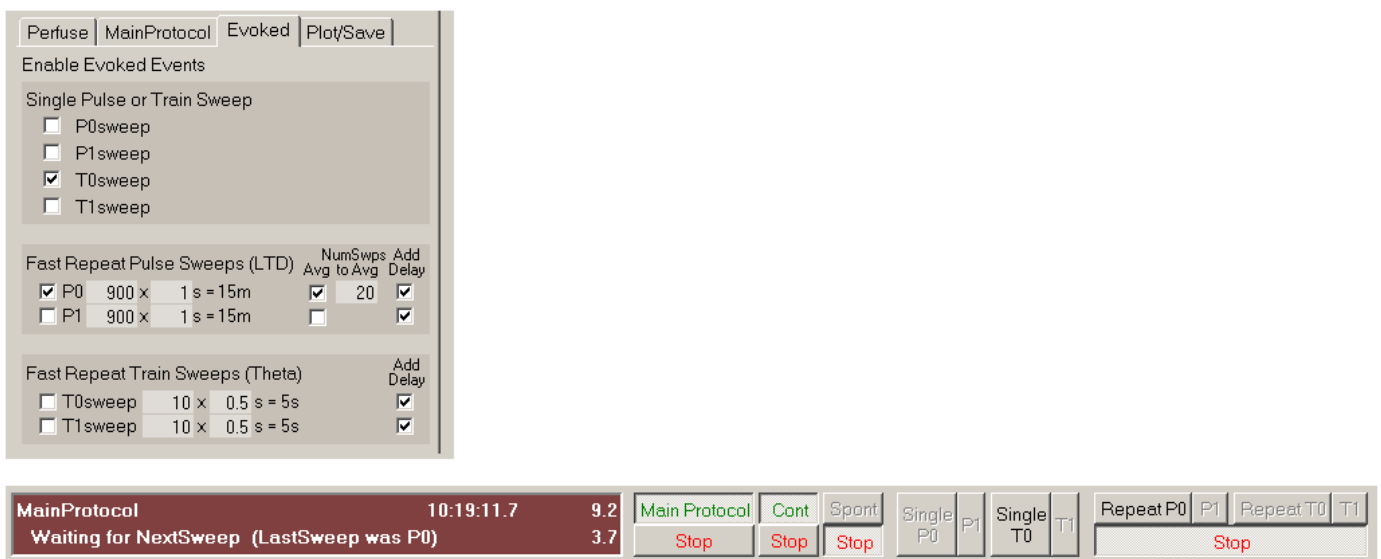 Perfuse MainProtocol Evoked Plot/Save
Enable Evoked Events
Single Pulse or Train Sweep
P0sweep
P1sweep
T0sweep
T1sweep
Fast Repeat Pulse Sweeps (LTD) Avg NumSwps to Avg Add Delay
P0 900 x 1 s = 15m 20
P1 900 x 1 s = 15m
Fast Repeat Train Sweeps (Theta) Add Delay
T0sweep 10 x 0.5 s = 5s
T1sweep 10 x 0.5 s = 5s
MainProtocol 10:19:11.7 9.2 Main Protocol Cont Spont Single P0 P1 Single T0 T1 Repeat P0 P1 Repeat T0 T1
Waiting for NextSweep (LastSweep was P0) 3.7 Stop Stop Stop Stop